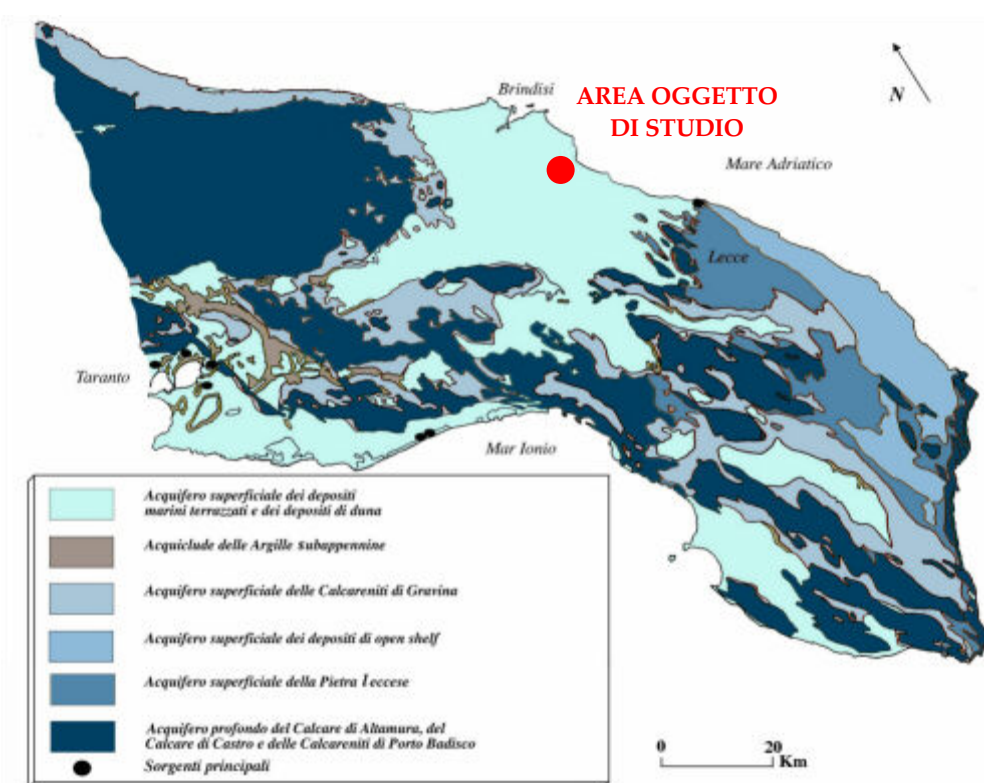 Brindisi
AREA OGGETTO
DI STUDIO
N
Mare Adriatico
Lecce
Taranto
Mar Ionio
Acquifero superficiale dei depositi
marini terrazzati e dei depositi di duna
Acquiclude delle Argille subappennine
Acquifero superficiale delle Calcareniti di Gravina
Acquifero superficiale dei depositi di open shelf
Acquifero superficiale della Pietra leccese
Acquifero profondo del Calcare di Altamura, del
Calcare di Castro e delle Calcareniti di Porto Badisco
Sorgenti principali
0 20
Km